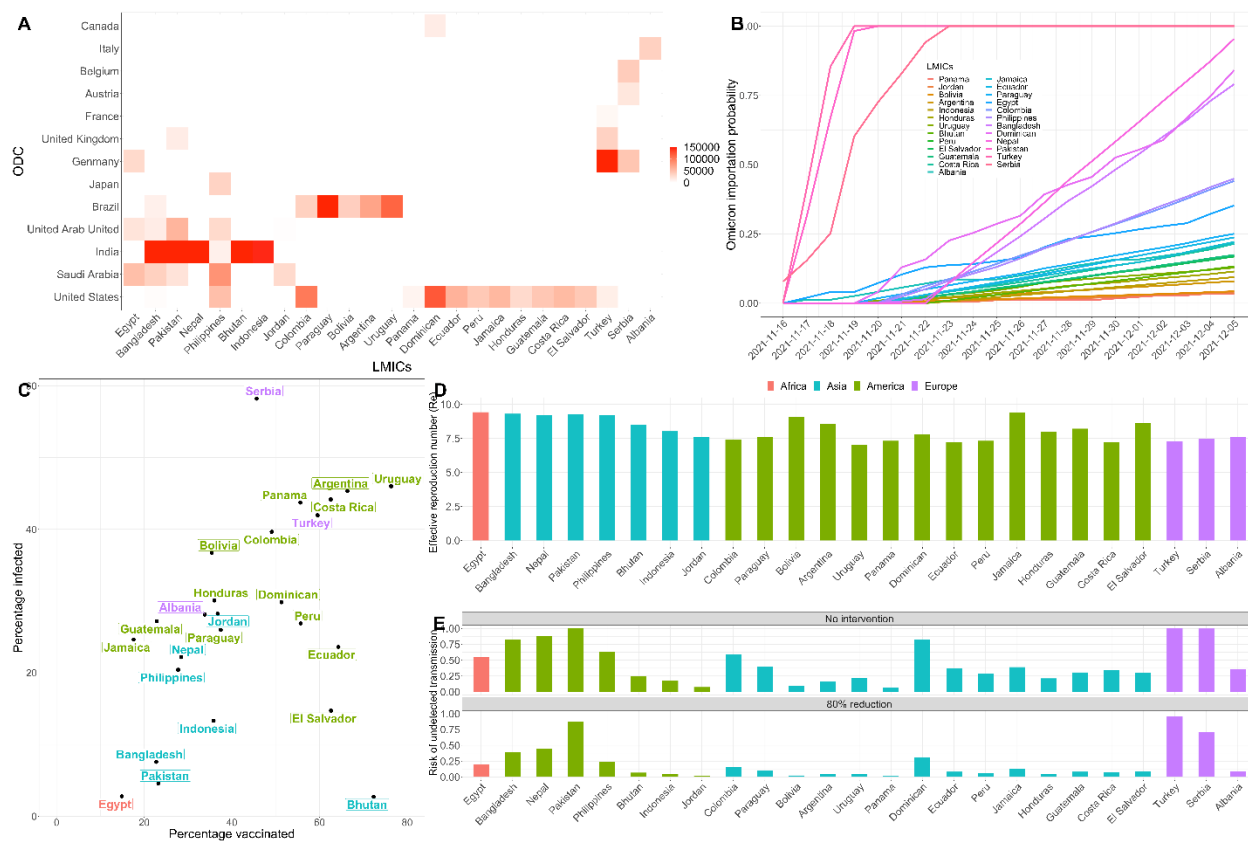 A
Canada
Italy
Belgium
Austria
France
United Kingdom
Germany
Japan
Brazil
United Arab United
India
Saudi Arabia
United States
ODC
150000
100000
50000
0
Egypt
Bangladesh
Pakistan
Nepal
Philippines
Bhutan
Indonesia
Jordan
Colombia
Paraguay
Bolivia
Argentina
Uruguay
Panama
Dominican
Ecuador
Peru
Jamaica
Honduras
Guatemala
Costa Rica
El Salvador
Turkey
Serbia
Albania
LMICs
B
1.00
0.75
0.50
0.25
0.00
Omicron importation probability
LMICs
Panama
Jordan
Bolivia
Argentina
Indonesia
Honduras
Uruguay
Bhutan
Peru
El Salvador
Guatemala
Costa Rica
Albania
Jamaica
Ecuador
Paraguay
Egypt
Colombia
Philippines
Bangladesh
Dominican
Nepal
Pakistan
Turkey
Serbia
2021-11-16
2021-11-17
2021-11-18
2021-11-19
2021-11-20
2021-11-21
2021-11-22
2021-11-23
2021-11-24
2021-11-25
2021-11-26
2021-11-27
2021-11-28
2021-11-29
2021-11-30
2021-12-01
2021-12-02
2021-11-03
2021-12-04
2021-12-05
C
60
40
20
0
Percentage infected
Serbia
Uruguay
Argentina
Panama
Costa Rica
Turkey
Colombia
Bolivia
Honduras
Dominican
Albania
Jordan
Peru
Guatemala
Paraguay
Jamaica
Nepal
Ecuador
Philippines
El Salvador
Indonesia
Bangladesh
Pakistan
Egypt
Bhutan
0
20
40
60
80
Percentage vaccinated
D
Africa
Asia
America
Europe
10.0
7.5
5.0
2.5
0.0
Effective reproduction number (Re)
Egypt
Bangladesh
Nepal
Pakistan
Philippines
Bhutan
Indonesia
Jordan
Colombia
Paraguay
Bolivia
Argentina
Uruguay
Panama
Dominican
Ecuador
Peru
Jamaica
Honduras
Guatemala
Costa Rica
El Salvador
Turkey
Serbia
Albania
E
No intervention
1.00
0.75
0.50
0.25
0.00
80% reduction
1.00
0.75
0.50
0.25
0.00
Risk of undetected transmission
Egypt
Bangladesh
Nepal
Pakistan
Philippines
Bhutan
Indonesia
Jordan
Colombia
Paraguay
Bolivia
Argentina
Uruguay
Panama
Dominican
Ecuador
Peru
Jamaica
Honduras
Guatemala
Costa Rica
El Salvador
Turkey
Serbia
Albania